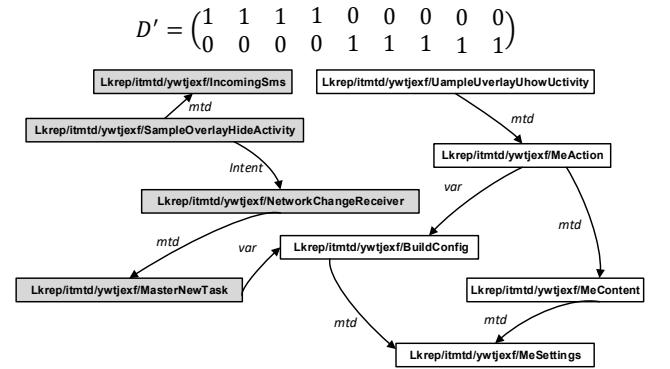 D′ = (1 1 1 1 0 0 0 0 0
0 0 0 0 1 1 1 1 1)
Lkrep/itmtd/ywtjexf/IncomingSms
Lkrep/itmtd/ywtjexf/UampleUverlayUhowUctivity
mtd
mtd
Lkrep/itmtd/ywtjexf/SampleOverlayHideActivity
Lkrep/itmtd/ywtjexf/MeAction
Intent
var
Lkrep/itmtd/ywtjexf/NetworkChangeReceiver
mtd
mtd
var
Lkrep/itmtd/ywtjexf/BuildConfig
Lkrep/itmtd/ywtjexf/MasterNewTask
Lkrep/itmtd/ywtjexf/MeContent
mtd
mtd
Lkrep/itmtd/ywtjexf/MeSettings